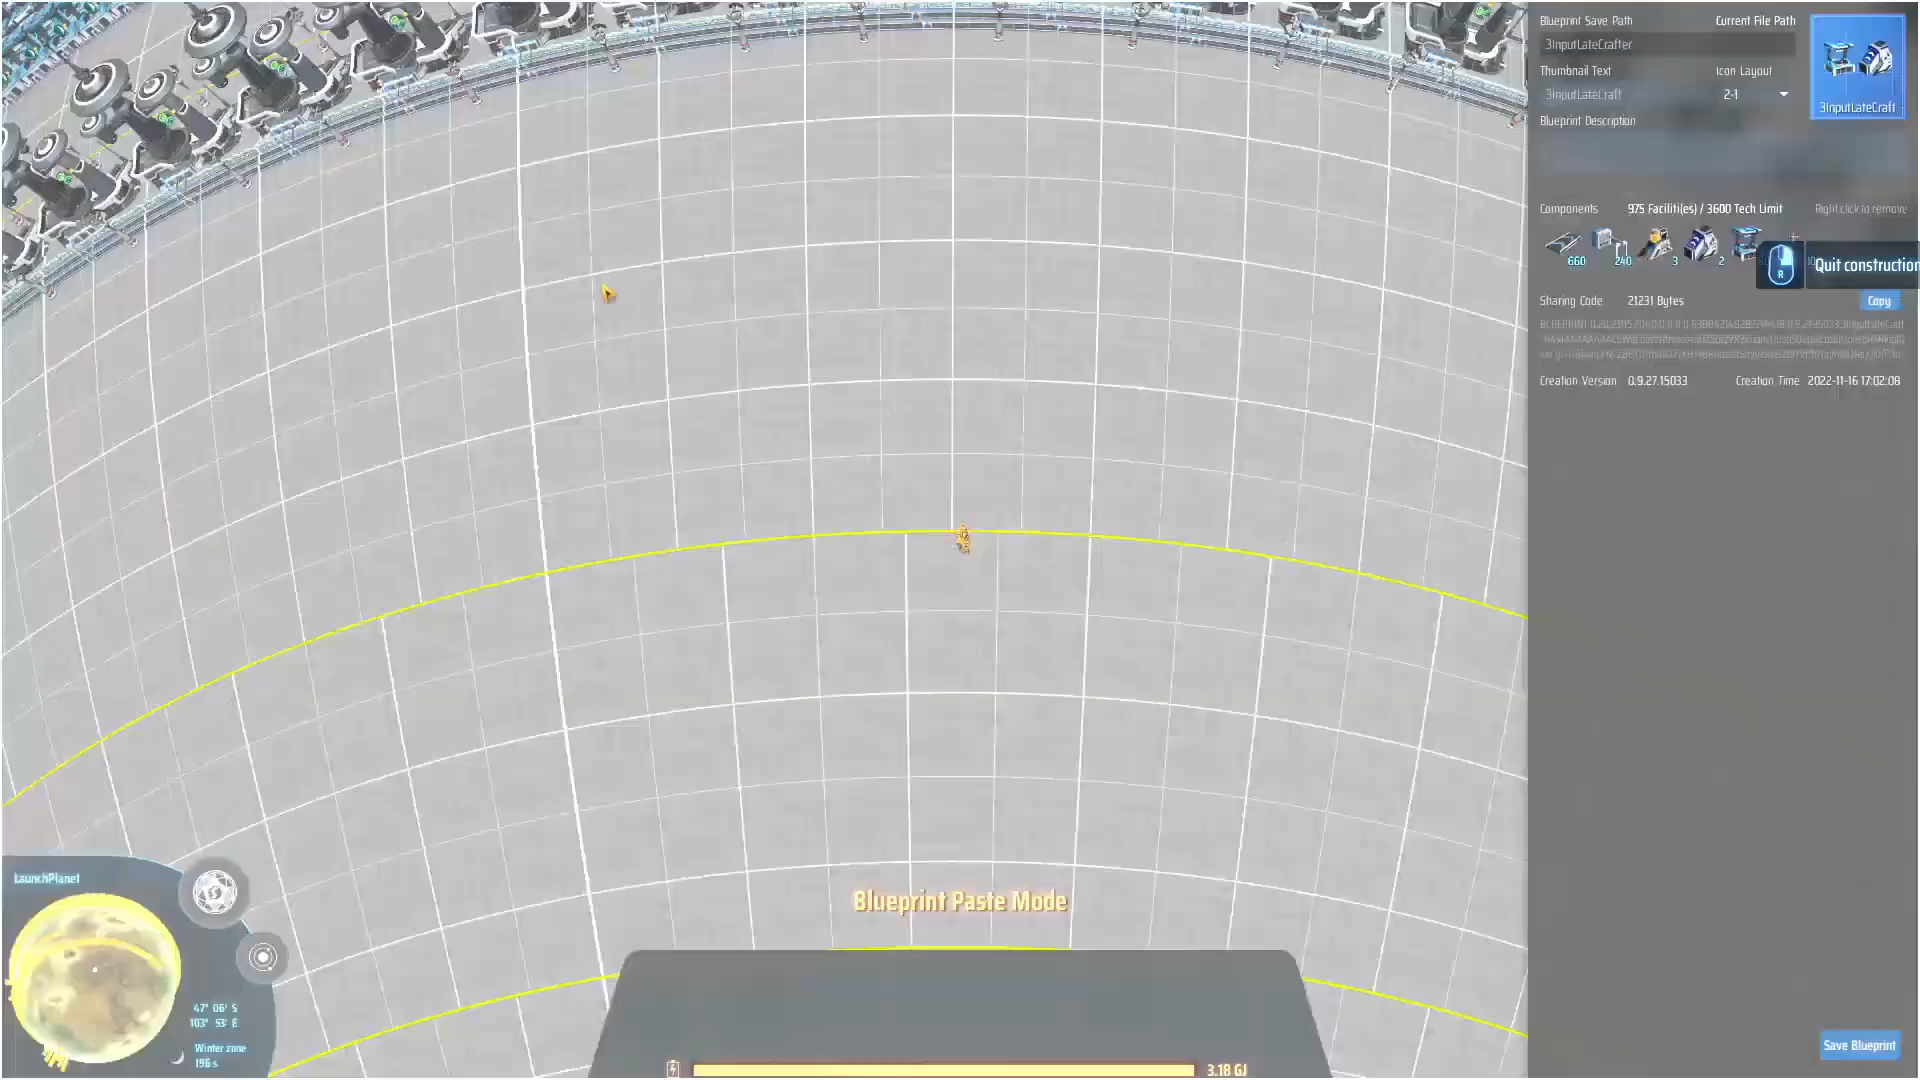 Blueprint Save Path Current File Path
3InputLateCrafter
Thumbnail Text Icon Layout
3InputLateCraft 2-1
3InputLateCraft
Blueprint Description
Components 975 Faciliti(es) / 3600 Tech Limit Right click to remove
660 240 3 2
R Quit construction
Sharing Code 21231 Bytes Copy
Creation Version 0.9.27.15033 Creation Time 2022-11-16 17:02:08
Blueprint Paste Mode
LaunchPlanet
47° 06' S
103° 53' E
Winter zone
196 s
3.18 GJ
Save Blueprint